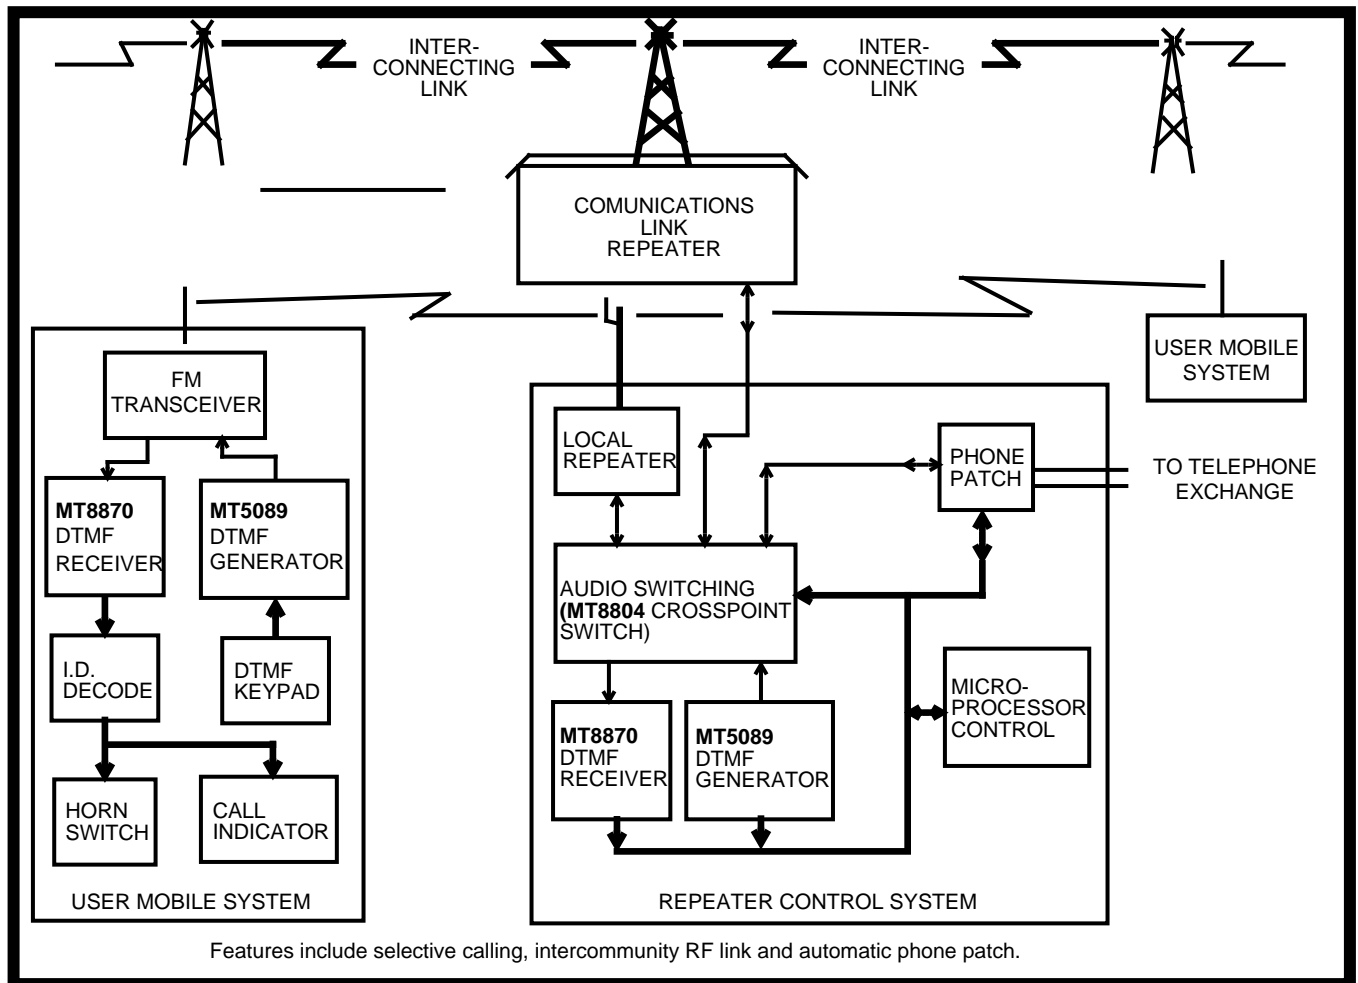 INTER-
CONNECTING
LINK
INTER-
CONNECTING
LINK
COMUNICATIONS
LINK
REPEATER
USER MOBILE
SYSTEM
FM
TRANSCEIVER
MT8870
DTMF
RECEIVER
MT5089
DTMF
GENERATOR
I.D.
DECODE
DTMF
KEYPAD
HORN
SWITCH
CALL
INDICATOR
USER MOBILE SYSTEM
LOCAL
REPEATER
PHONE
PATCH
TO TELEPHONE
EXCHANGE
AUDIO SWITCHING
(MT8804 CROSSPOINT
SWITCH)
MICRO-
PROCESSOR
CONTROL
MT8870
DTMF
RECEIVER
MT5089
DTMF
GENERATOR
REPEATER CONTROL SYSTEM
Features include selective calling, intercommunity RF link and automatic phone patch.